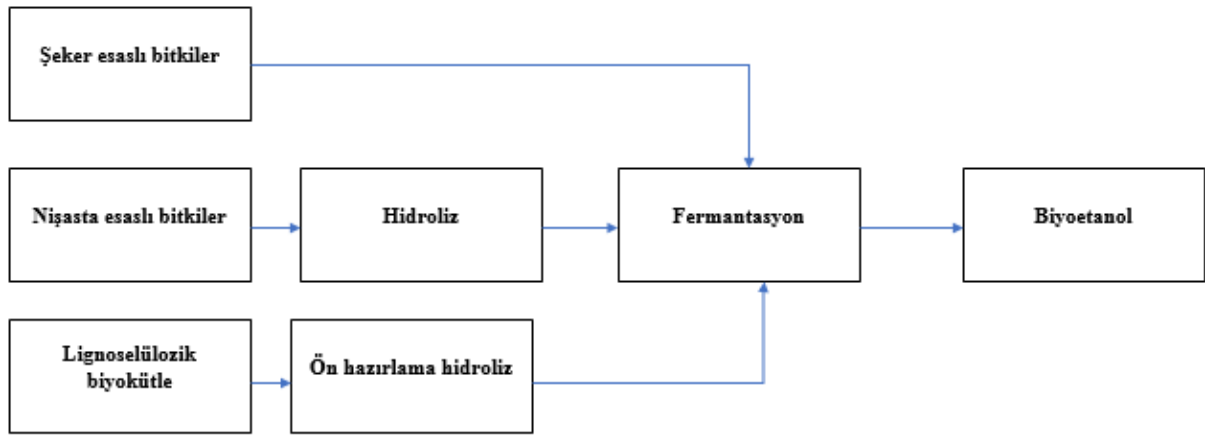 Şeker esaslı bitkiler
Nişasta esaslı bitkiler
Hidroliz
Fermantasyon
Biyoetanol
Lignoselülozik
biyokütle
Ön hazırlama hidroliz